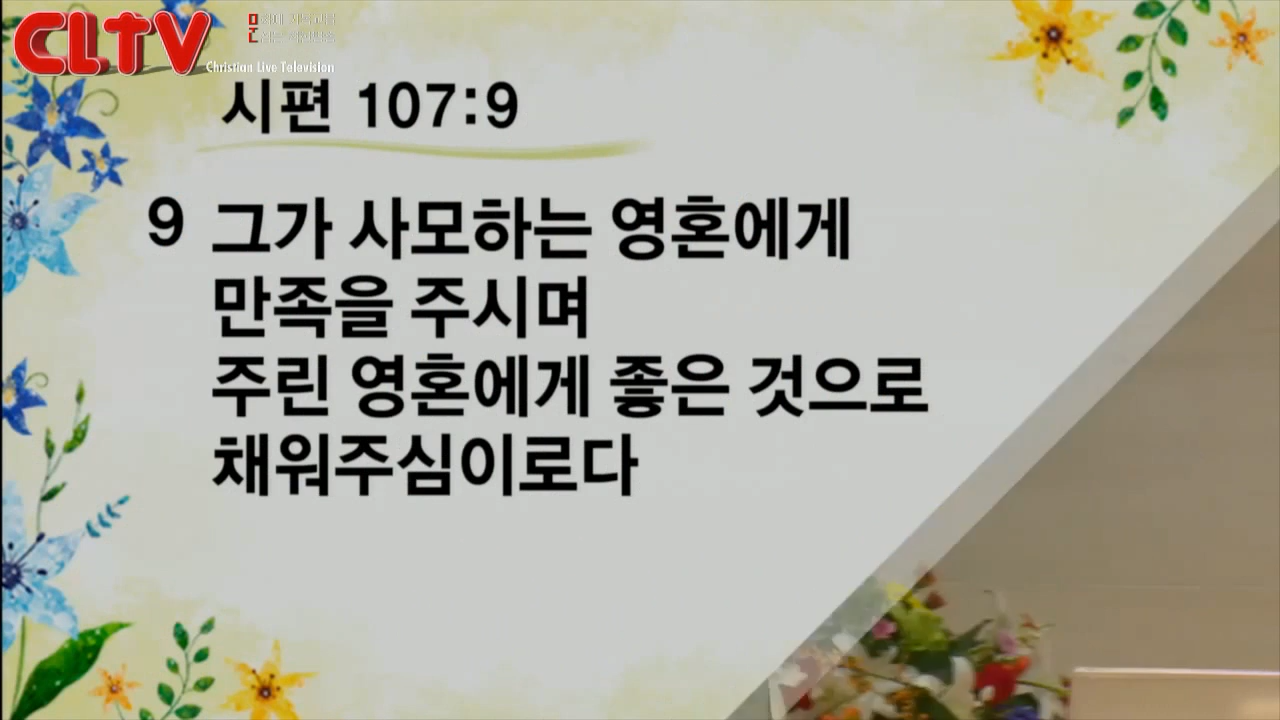 CLTV
Christian Live Television
시편 107:9
9 그가 사모하는 영혼에게
만족을 주시며
주린 영혼에게 좋은 것으로
채워주심이로다